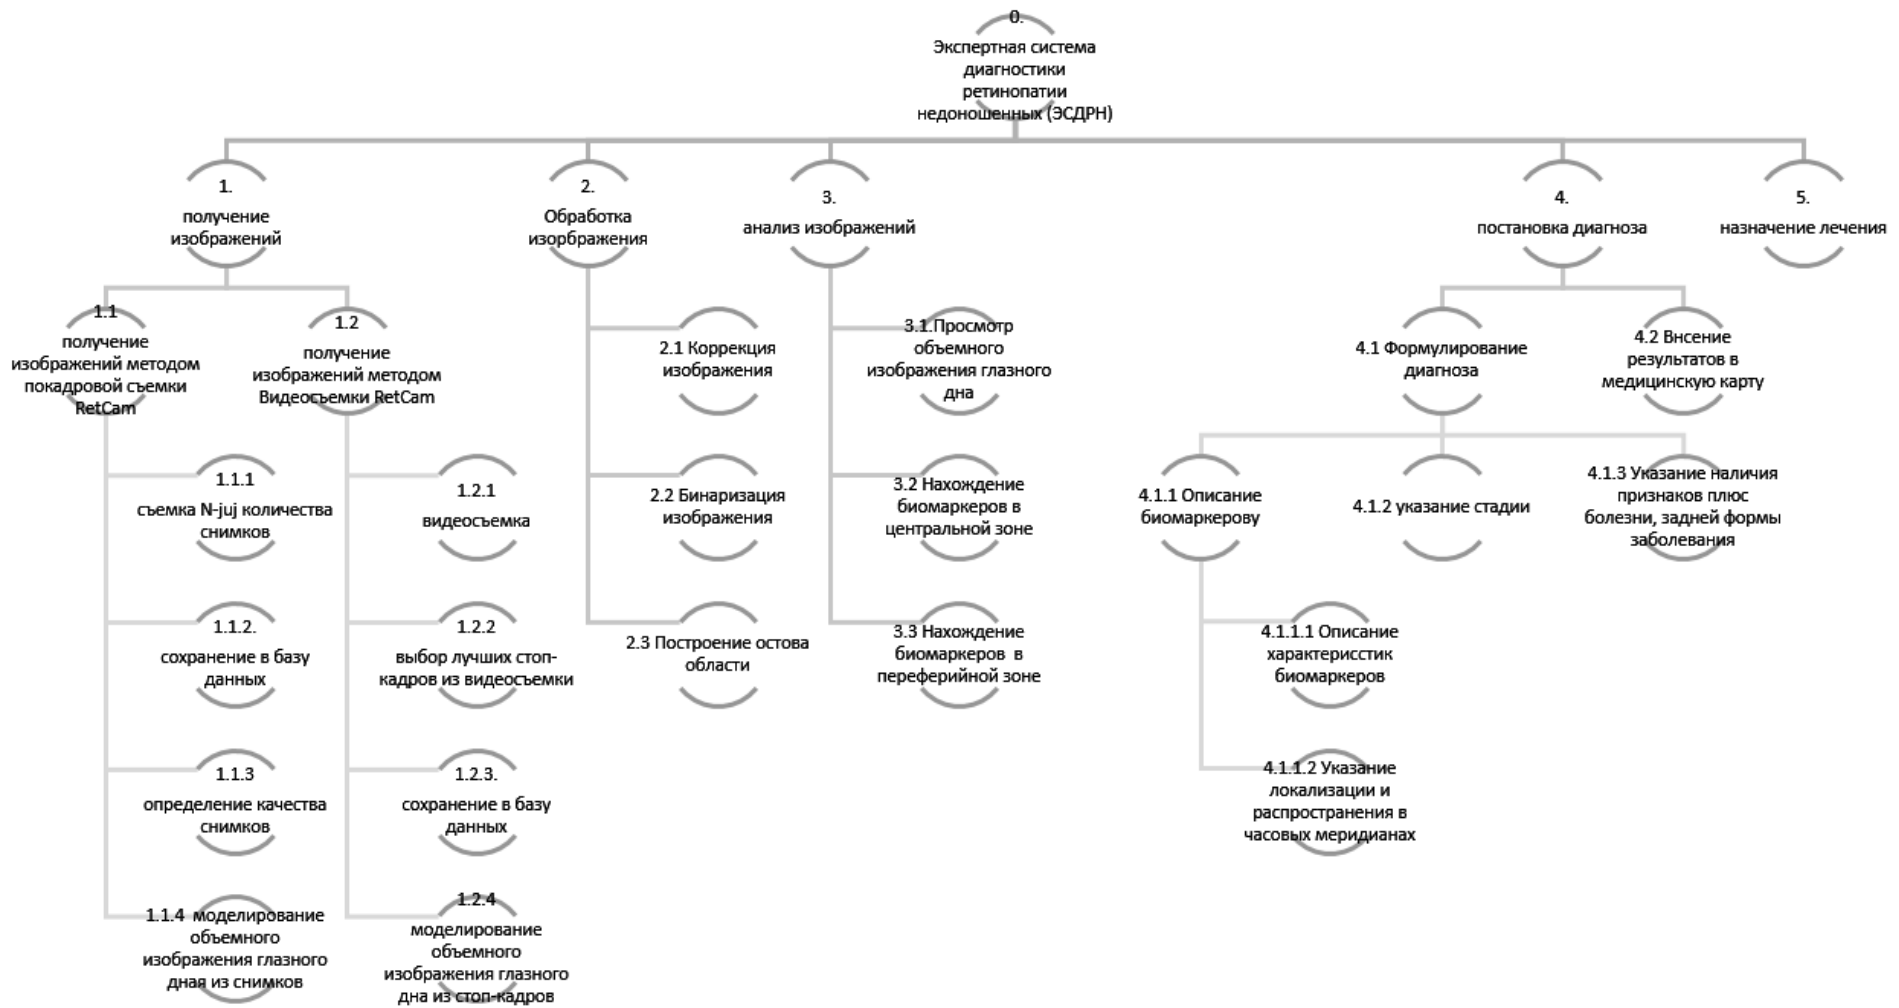 0.
Экспертная система
диагностики
ретинопатии
недоношенных (ЭСДРН)
1.
получение
изображений
2.
Обработка
изорбражения
3.
анализ изображений
4.
постановка диагноза
5.
назначение лечения
1.1
получение
изображений методом
покадровой съемки
RetCam
1.2
получение
изображений методом
Видеосъемки RetCam
1.1.1
съемка N-juj количества
снимков
1.1.2.
сохранение в базу
данных
1.1.3
определение качества
снимков
1.1.4 моделирование
объемного
изображения глазного
дная из снимков
1.2.1
видеосъемка
1.2.2
выбор лучших стоп-
кадров из видеосъемки
1.2.3.
сохранение в базу
данных
1.2.4
моделирование
объемного
изображения глазного
дна из стоп-кадров
2.1 Коррекция
изображения
2.2 Бинаризация
изображения
2.3 Построение остова
области
3.1.Просмотр
объемного
изображения глазного
дна
3.2 Нахождение
биомаркеров в
центральной зоне
3.3 Нахождение
биомаркеров в
переферийной зоне
4.1 Формулирование
диагноза
4.2 Внсение
результатов в
медицинскую карту
4.1.1 Описание
биомаркерову
4.1.2 указание стадии
4.1.3 Указание наличия
признаков плюс
болезни, задней формы
заболевания
4.1.1.1 Описание
характерисстик
биомаркеров
4.1.1.2 Указание
локализации и
распространения в
часовых меридианах